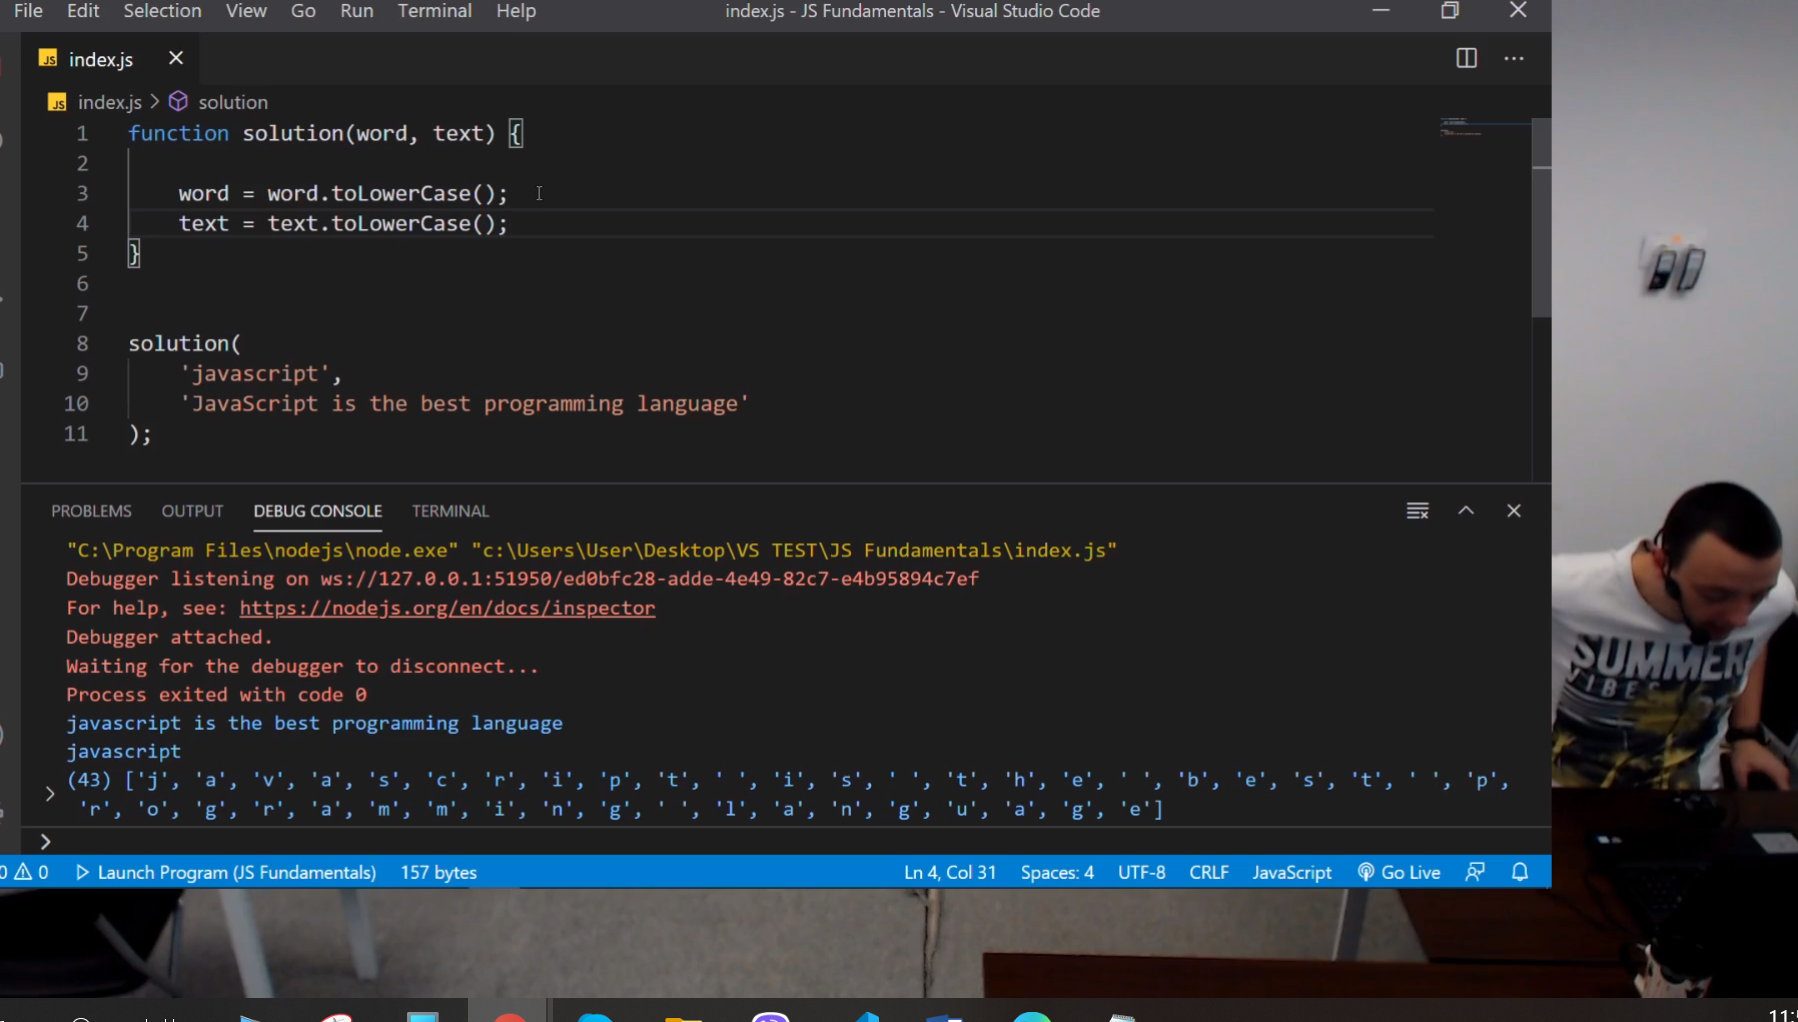 File Edit Selection View Go Run Terminal Help index.js - JS Fundamentals - Visual Studio Code
JS index.js
JS index.js > solution
1 function solution(word, text) {
2
3 word = word.toLowerCase();
4 text = text.toLowerCase();
5 }
6
7
8 solution(
9 'javascript',
10 'JavaScript is the best programming language'
11 );
PROBLEMS OUTPUT DEBUG CONSOLE TERMINAL
"C:\Program Files\nodejs\node.exe" "c:\Users\User\Desktop\VS TEST\JS Fundamentals\index.js"
Debugger listening on ws://127.0.0.1:51950/ed0bfc28-adde-4e49-82c7-e4b95894c7ef
For help, see: https://nodejs.org/en/docs/inspector
Debugger attached.
Waiting for the debugger to disconnect...
Process exited with code 0
javascript is the best programming language
javascript
(43) ['j', 'a', 'v', 'a', 's', 'c', 'r', 'i', 'p', 't', ' ', 'i', 's', ' ', 't', 'h', 'e', ' ', 'b', 'e', 's', 't', ' ', 'p',
> 'r', 'o', 'g', 'r', 'a', 'm', 'm', 'i', 'n', 'g', ' ', 'l', 'a', 'n', 'g', 'u', 'a', 'g', 'e']
>
0 0 Launch Program (JS Fundamentals) 157 bytes Ln 4, Col 31 Spaces: 4 UTF-8 CRLF JavaScript Go Live
SUMMER
VIBES